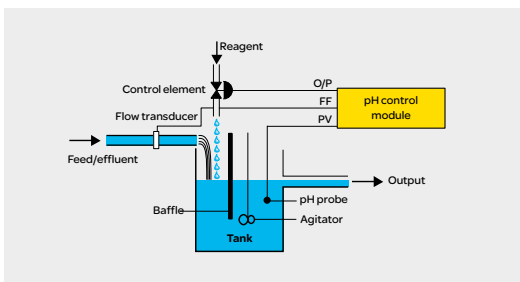 Reagent
Control element
O/P
FF
PV
pH control
module
Flow transducer
Feed/effluent
Output
pH probe
Baffle
Agitator
Tank